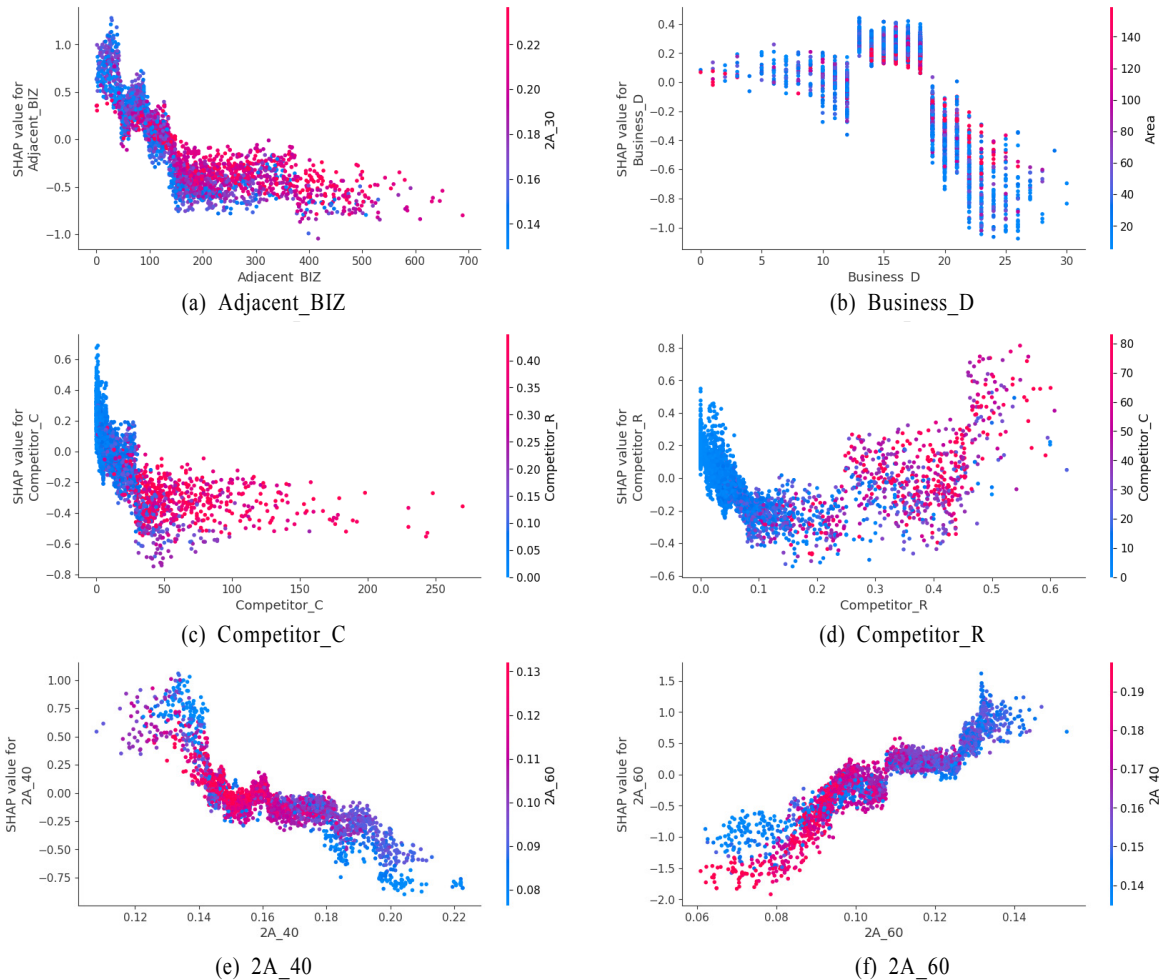 SHAP value for
Adjacent_BIZ
1.0
0.5
0.0
−0.5
−1.0
0 100 200 300 400 500 600 700
Adjacent_BIZ
0.22
0.20
0.18
0.16
0.14
2A_30
(a) Adjacent_BIZ
SHAP value for
Business_D
0.4
0.2
0.0
−0.2
−0.4
−0.6
−0.8
−1.0
0 5 10 15 20 25 30
Business_D
140
120
100
80
60
40
20
Area
(b) Business_D
SHAP value for
Competitor_C
0.6
0.4
0.2
0.0
−0.2
−0.4
−0.6
−0.8
0 50 100 150 200 250
Competitor_C
0.40
0.35
0.30
0.25
0.20
0.15
0.10
0.05
0.00
Competitor_R
(c) Competitor_C
SHAP value for
Competitor_R
0.8
0.6
0.4
0.2
0.0
−0.2
−0.4
−0.6
0.0 0.1 0.2 0.3 0.4 0.5 0.6
Competitor_R
80
70
60
50
40
30
20
10
0
Competitor_C
(d) Competitor_R
SHAP value for
2A_40
1.00
0.75
0.50
0.25
0.00
−0.25
−0.50
−0.75
0.12 0.14 0.16 0.18 0.20 0.22
2A_40
0.13
0.12
0.11
0.10
0.09
0.08
2A_60
(e) 2A_40
SHAP value for
2A_60
1.5
1.0
0.5
0.0
−0.5
−1.0
−1.5
−2.0
0.06 0.08 0.10 0.12 0.14
2A_60
0.19
0.18
0.17
0.16
0.15
0.14
2A_40
(f) 2A_60